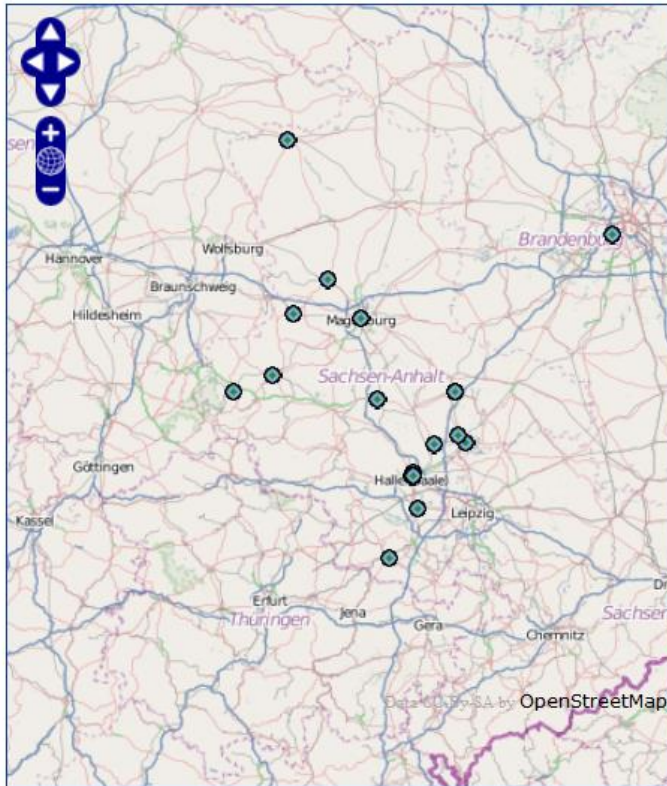 Wolfsburg
Brandenburg
Hannover
Braunschweig
Hildesheim
Magdeburg
Sachsen-Anhalt
Göttingen
Halle (Saale)
Leipzig
Kassel
Erfurt
Jena
Thüringen
Gera
Chemnitz
Sachsen
OpenStreetMap